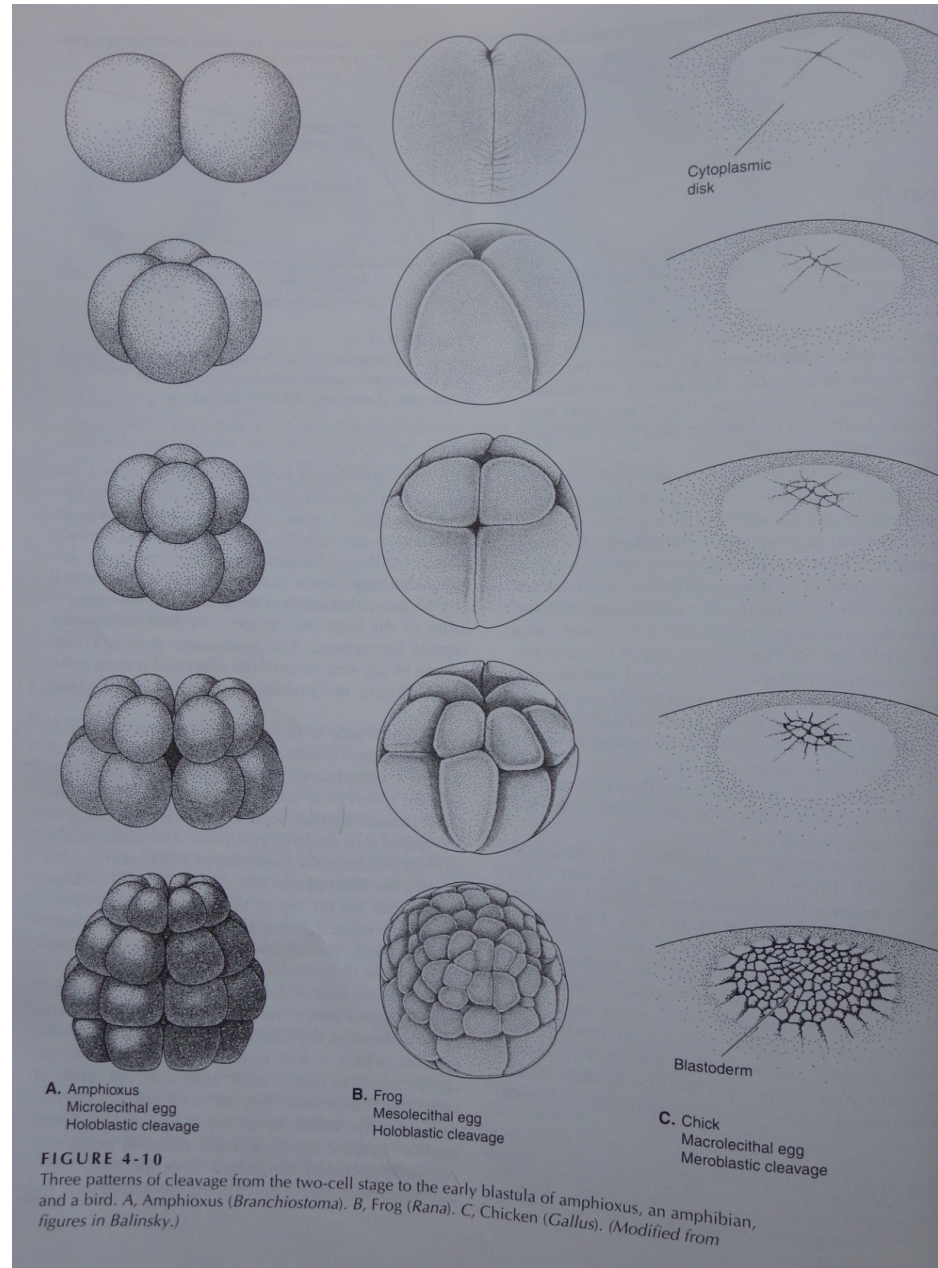 Cytoplasmic
disk
Blastoderm
A. Amphioxus
Microlecithal egg
Holoblastic cleavage
B. Frog
Mesolecithal egg
Holoblastic cleavage
C. Chick
Macrolecithal egg
Meroblastic cleavage
FIGURE 4-10
Three patterns of cleavage from the two-cell stage to the early blastula of amphioxus, an amphibian,
and a bird. A, Amphioxus (Branchiostoma). B, Frog (Rana). C, Chicken (Gallus). (Modified from
figures in Balinsky.)